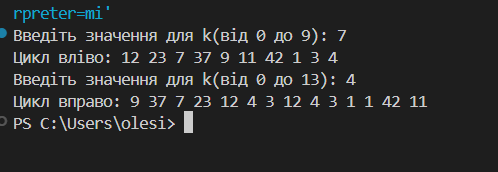 rpreter=mi'
Введіть значення для k(від 0 до 9): 7
Цикл вліво: 12 23 7 37 9 11 42 1 3 4
Введіть значення для k(від 0 до 13): 4
Цикл вправо: 9 37 7 23 12 4 3 12 4 3 1 1 42 11
PS C:\Users\olesi>